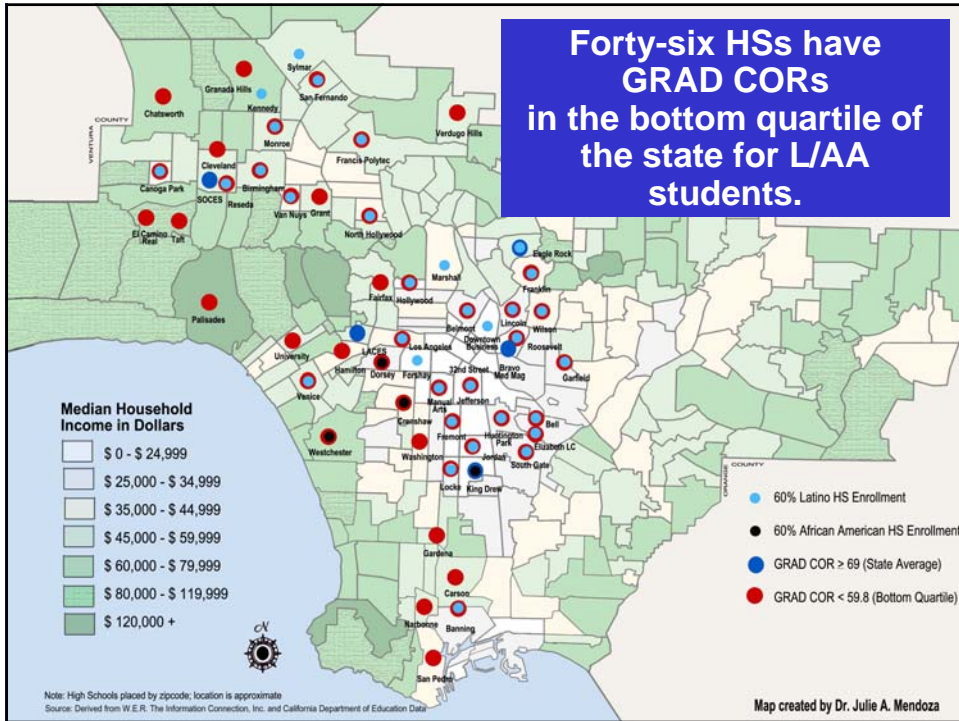 Forty-six HSs have
GRAD CORs
in the bottom quartile of
the state for L/AA
students.
Sylmar
Granada Hills
Kennedy
San Fernando
Chatsworth
Verdugo Hills
VENTURA COUNTY
Monroe
Francis Polytec
Cleveland
Canoga Park
SOCES
Reseda
Birmingham
Van Nuys
Grant
El Camino
Real
Taft
North Hollywood
Eagle Rock
Marshall
Franklin
Fairfax
Hollywood
Palisades
Belmont
Downtown
Business
Lincoln
Wilson
Roosevelt
University
Hamilton
LACES
Los Angeles
Dorsey
Forshay
32nd Street
Bravo
Med Mag
Garfield
Venice
Manual
Arts
Jefferson
Crenshaw
Fremont
Huntington
Park
Bell
Elizabeth LC
Westchester
Washington
Jordan
South Gate
Locke
King Drew
ORANGE COUNTY
Gardena
Carson
Narbonne
Banning
San Pedro
Median Household
Income in Dollars
$ 0 - $ 24,999
$ 25,000 - $ 34,999
$ 35,000 - $ 44,999
$ 45,000 - $ 59,999
$ 60,000 - $ 79,999
$ 80,000 - $ 119,999
$ 120,000 +
60% Latino HS Enrollment
60% African American HS Enrollment
GRAD COR ≥ 69 (State Average)
GRAD COR < 59.8 (Bottom Quartile)
N
Note: High Schools placed by zipcode; location is approximate
Source: Derived from W.E.R. The Information Connection, Inc. and California Department of Education Data
Map created by Dr. Julie A. Mendoza